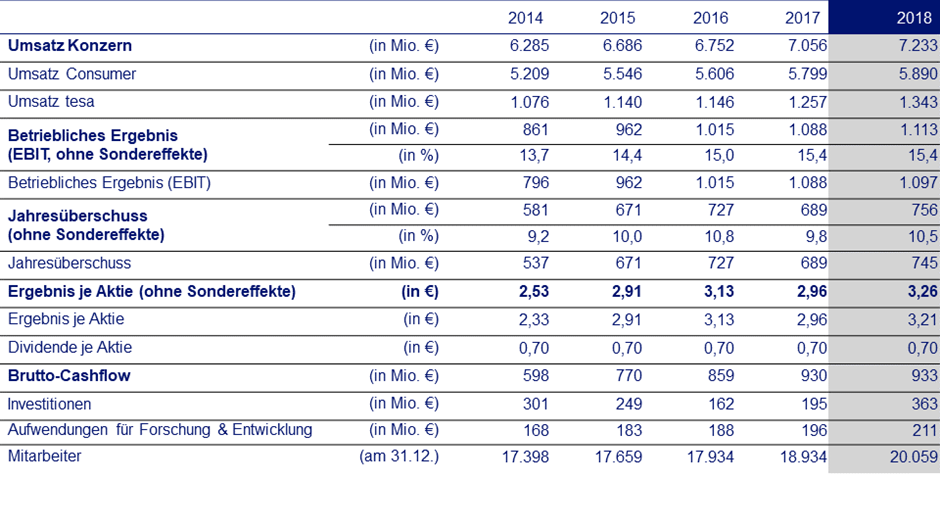 2014 2015 2016 2017 2018
Umsatz Konzern (in Mio. €) 6.285 6.686 6.752 7.056 7.233
Umsatz Consumer (in Mio. €) 5.209 5.546 5.606 5.799 5.890
Umsatz tesa (in Mio. €) 1.076 1.140 1.146 1.257 1.343
Betriebliches Ergebnis
(EBIT, ohne Sondereffekte)
(in Mio. €) 861 962 1.015 1.088 1.113
(in %) 13,7 14,4 15,0 15,4 15,4
Betriebliches Ergebnis (EBIT) (in Mio. €) 796 962 1.015 1.088 1.097
Jahresüberschuss
(ohne Sondereffekte)
(in Mio. €) 581 671 727 689 756
(in %) 9,2 10,0 10,8 9,8 10,5
Jahresüberschuss (in Mio. €) 537 671 727 689 745
Ergebnis je Aktie (ohne Sondereffekte) (in €) 2,53 2,91 3,13 2,96 3,26
Ergebnis je Aktie (in €) 2,33 2,91 3,13 2,96 3,21
Dividende je Aktie (in €) 0,70 0,70 0,70 0,70 0,70
Brutto-Cashflow (in Mio. €) 598 770 859 930 933
Investitionen (in Mio. €) 301 249 162 195 363
Aufwendungen für Forschung & Entwicklung (in Mio. €) 168 183 188 196 211
Mitarbeiter (am 31.12.) 17.398 17.659 17.934 18.934 20.059